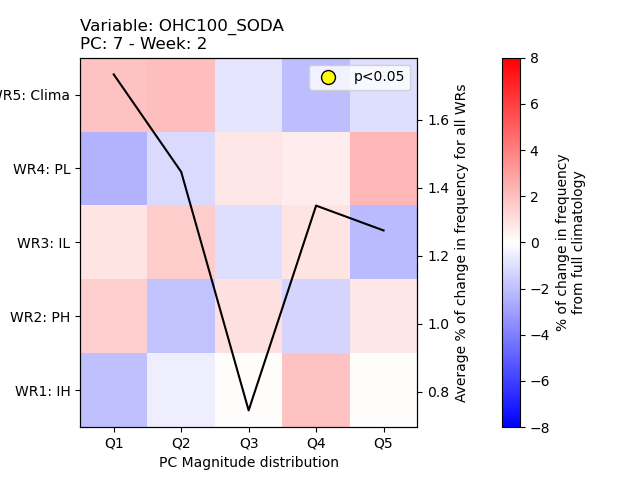 Variable: OHC100_SODA
PC: 7 - Week: 2
p<0.05
WR5: Clima
WR4: PL
WR3: IL
WR2: PH
WR1: IH
Q1 Q2 Q3 Q4 Q5
PC Magnitude distribution
1.6
1.4
1.2
1.0
0.8
Average % of change in frequency for all WRs
8
6
4
2
0
−2
−4
−6
−8
% of change in frequency
from full climatology